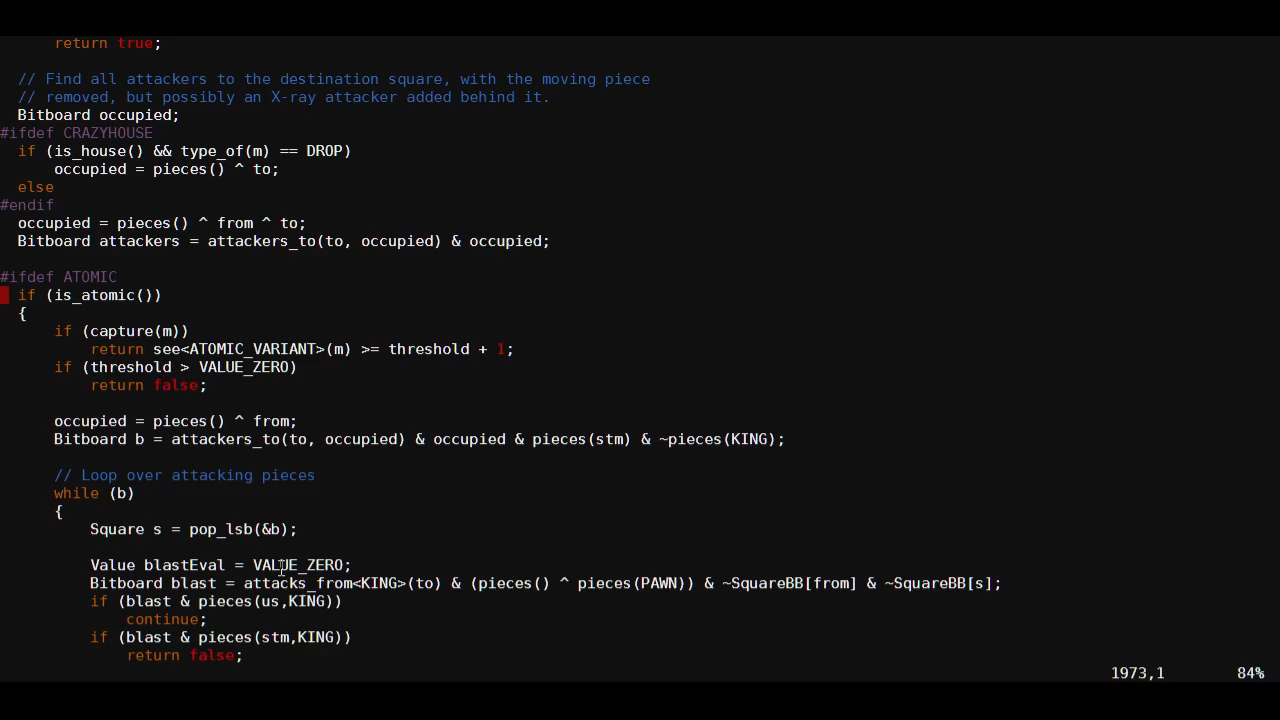 return true;
// Find all attackers to the destination square, with the moving piece
// removed, but possibly an X-ray attacker added behind it.
Bitboard occupied;
#ifdef CRAZYHOUSE
if (is_house() && type_of(m) == DROP)
occupied = pieces() ^ to;
else
#endif
occupied = pieces() ^ from ^ to;
Bitboard attackers = attackers_to(to, occupied) & occupied;
#ifdef ATOMIC
if (is_atomic())
{
if (capture(m))
return see<ATOMIC_VARIANT>(m) >= threshold + 1;
if (threshold > VALUE_ZERO)
return false;
occupied = pieces() ^ from;
Bitboard b = attackers_to(to, occupied) & occupied & pieces(stm) & ~pieces(KING);
// Loop over attacking pieces
while (b)
{
Square s = pop_lsb(&b);
Value blastEval = VALUE_ZERO;
Bitboard blast = attacks_from<KING>(to) & (pieces() ^ pieces(PAWN)) & ~SquareBB[from] & ~SquareBB[s];
if (blast & pieces(us,KING))
continue;
if (blast & pieces(stm,KING))
return false;
1973,1 84%